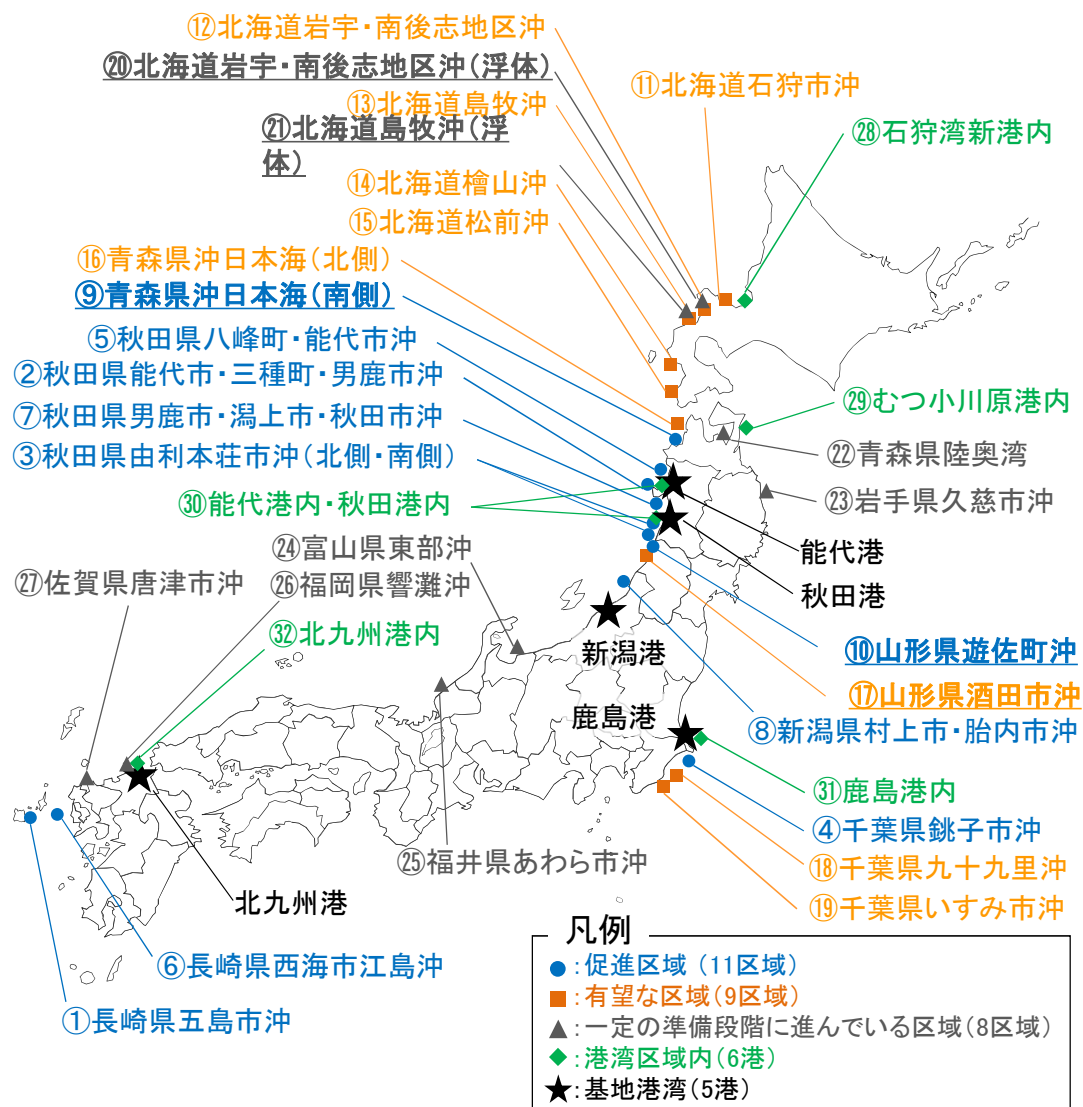 ⑫北海道岩宇・南後志地区沖
⑳北海道岩宇・南後志地区沖(浮体)
⑪北海道石狩市沖
⑬北海道島牧沖
㉑北海道島牧沖(浮
体)
㉘石狩湾新港内
⑭北海道檜山沖
⑮北海道松前沖
⑯青森県沖日本海(北側)
⑨青森県沖日本海(南側)
⑤秋田県八峰町・能代市沖
②秋田県能代市・三種町・男鹿市沖
⑦秋田県男鹿市・潟上市・秋田市沖
③秋田県由利本荘市沖(北側・南側)
㉚能代港内・秋田港内
㉙むつ小川原港内
㉒青森県陸奥湾
㉓岩手県久慈市沖
能代港
秋田港
㉔富山県東部沖
㉗佐賀県唐津市沖
㉖福岡県響灘沖
㉜北九州港内
新潟港
⑩山形県遊佐町沖
⑰山形県酒田市沖
鹿島港
⑧新潟県村上市・胎内市沖
㉛鹿島港内
④千葉県銚子市沖
㉕福井県あわら市沖
⑱千葉県九十九里沖
⑲千葉県いすみ市沖
北九州港
⑥長崎県西海市江島沖
①長崎県五島市沖
凡例
●:促進区域 (11区域)
■:有望な区域(9区域)
▲:一定の準備段階に進んでいる区域(8区域)
◆:港湾区域内(6港)
★:基地港湾(5港)